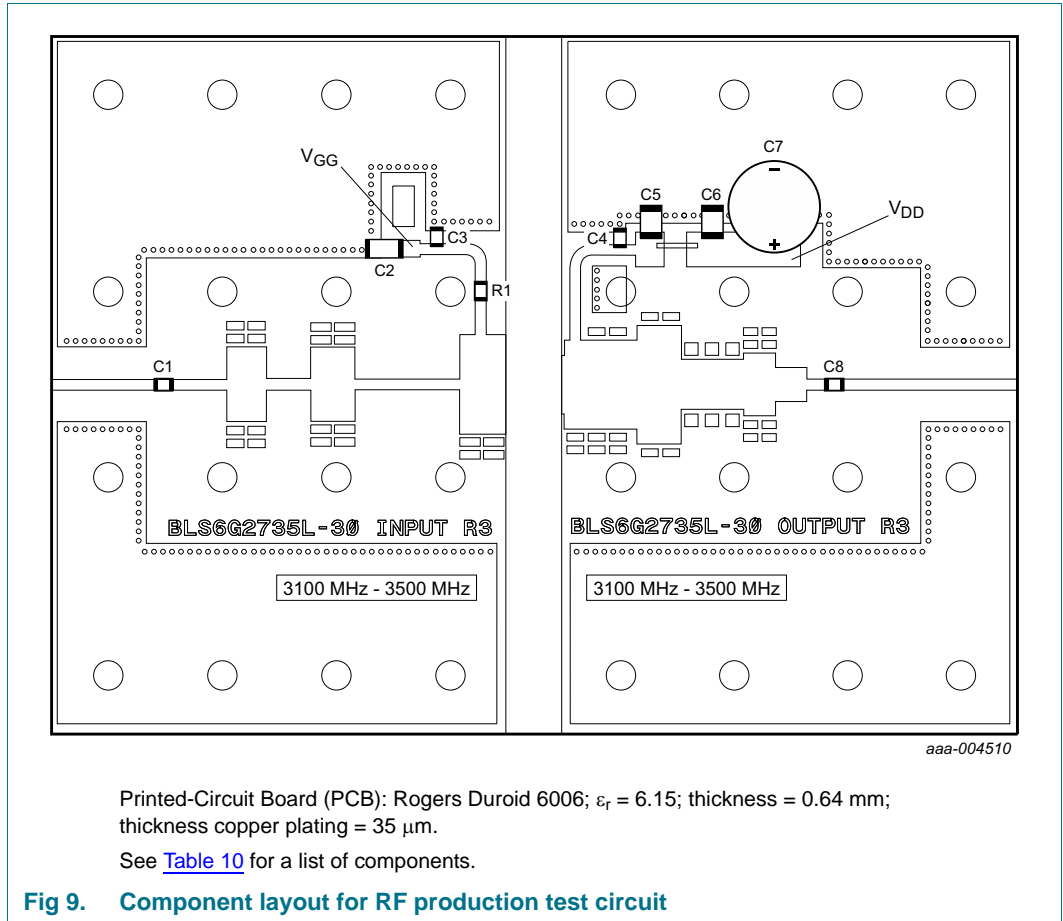 C7
VGG
C5
C6
VDD
C3
C4
C2
R1
C1
C8
BLS6G2735L-30 INPUT R3
BLS6G2735L-30 OUTPUT R3
3100 MHz - 3500 MHz
3100 MHz - 3500 MHz
aaa-004510
Printed-Circuit Board (PCB): Rogers Duroid 6006; εr = 6.15; thickness = 0.64 mm;
thickness copper plating = 35 μm.
See Table 10 for a list of components.
Fig 9. Component layout for RF production test circuit